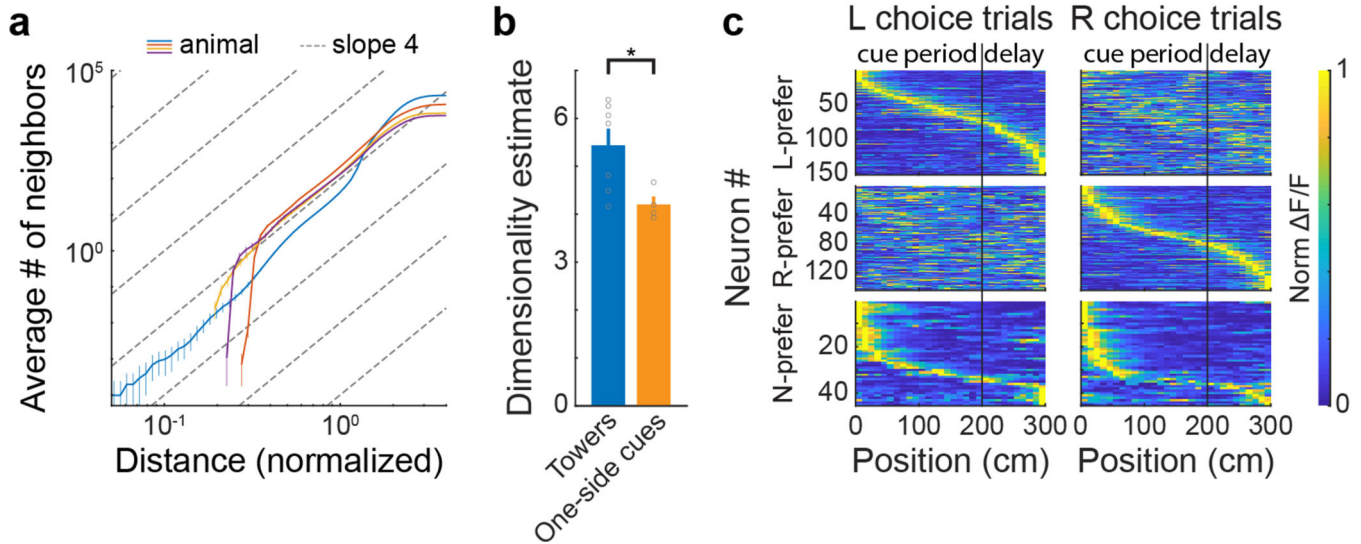 a
animal
slope 4
10^5
10^0
Average # of neighbors
10^-1
10^0
Distance (normalized)
b
*
6
3
0
Dimensionality estimate
Towers
One-side cues
c
L choice trials
R choice trials
cue period
delay
cue period
delay
Neuron #
L-prefer
50
100
150
R-prefer
40
80
120
N-prefer
20
40
0
100
200
300
0
100
200
300
Position (cm)
Position (cm)
1
0
Norm ΔF/F